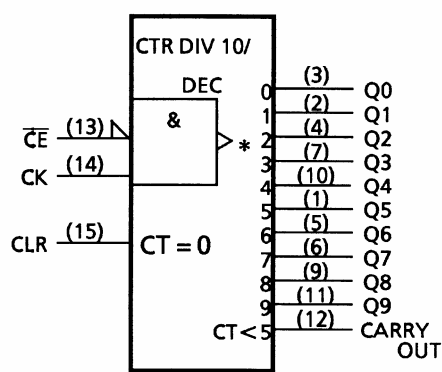 CTR DIV 10/
DEC
&
*
C̅E̅ (13)
CK (14)
CLR (15)
CT = 0
0 (3) Q0
1 (2) Q1
2 (4) Q2
3 (7) Q3
4 (10) Q4
5 (1) Q5
6 (5) Q6
7 (6) Q7
8 (9) Q8
9 (11) Q9
CT < 5 (12) CARRY
OUT